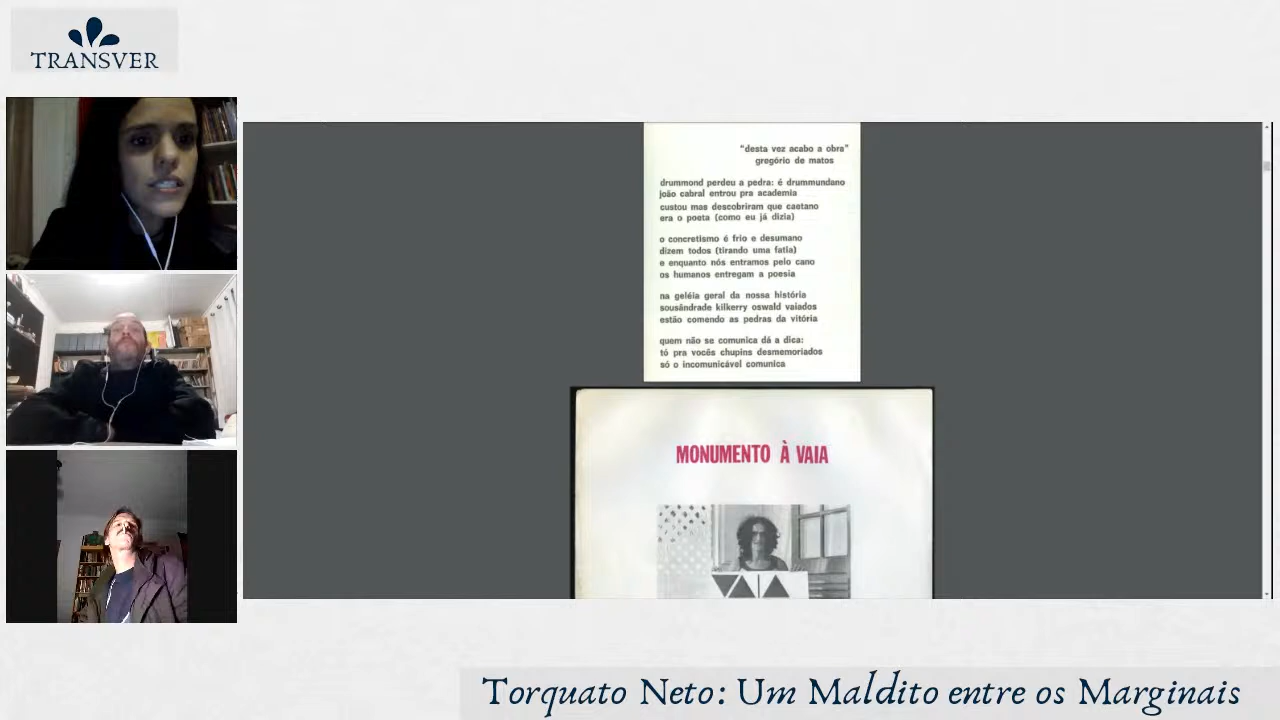 TRANSVER
"desta vez acabo a obra"
gregório de matos
drummond perdeu a pedra: é drummundano
joão cabral entrou pra academia
custou mas descobriram que caetano
era o poeta (como eu já dizia)
o concretismo é frio e desumano
dizem todos (tirando uma fatia)
e enquanto nós entramos pelo cano
os humanos entregam a poesia
na geléia geral da nossa história
sousândrade kilkerry oswald vaiados
estão comendo as pedras da vitória
quem não se comunica dá a dica:
tó pra vocês chupins desmemoriados
só o incomunicável comunica
MONUMENTO À VAIA
VAIA
Torquato Neto: Um Maldito entre os Marginais